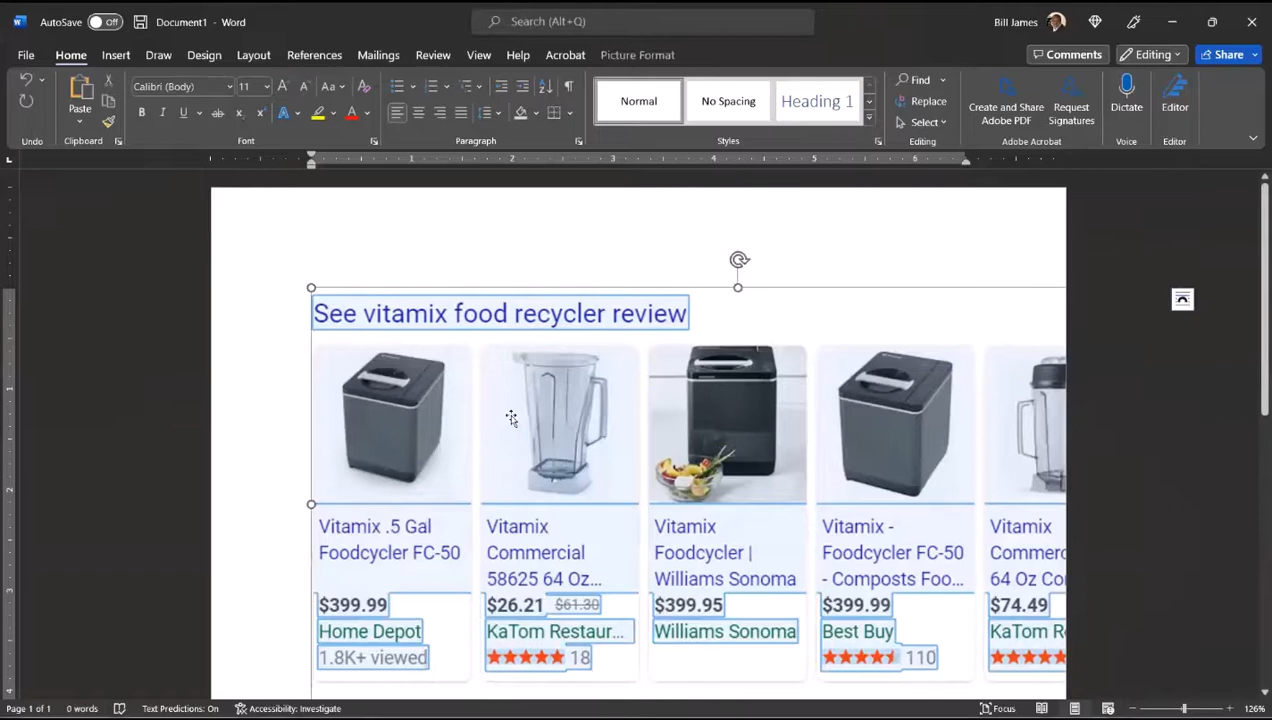 AutoSave Off Document1 - Word Search (Alt+Q) Bill James
File Home Insert Draw Design Layout References Mailings Review View Help Acrobat Picture Format Comments Editing Share
Paste Calibri (Body) 11 Normal No Spacing Heading 1 Find Replace Select Create and Share Adobe PDF Request Signatures Dictate Editor
Undo Clipboard Font Paragraph Styles Editing Adobe Acrobat Voice Editor
1 2 3 4 5 6
See vitamix food recycler review
Vitamix .5 Gal Foodcycler FC-50
$399.99
Home Depot
1.8K+ viewed
Vitamix Commercial 58625 64 Oz...
$26.21 $61.30
KaTom Restaur...
18
Vitamix Foodcycler | Williams Sonoma
$399.95
Williams Sonoma
Vitamix - Foodcycler FC-50 - Composts Foo...
$399.99
Best Buy
110
Vitamix
64 Oz
$74.49
KaTom
Page 1 of 1 0 words Text Predictions: On Accessibility: Investigate Focus 126%